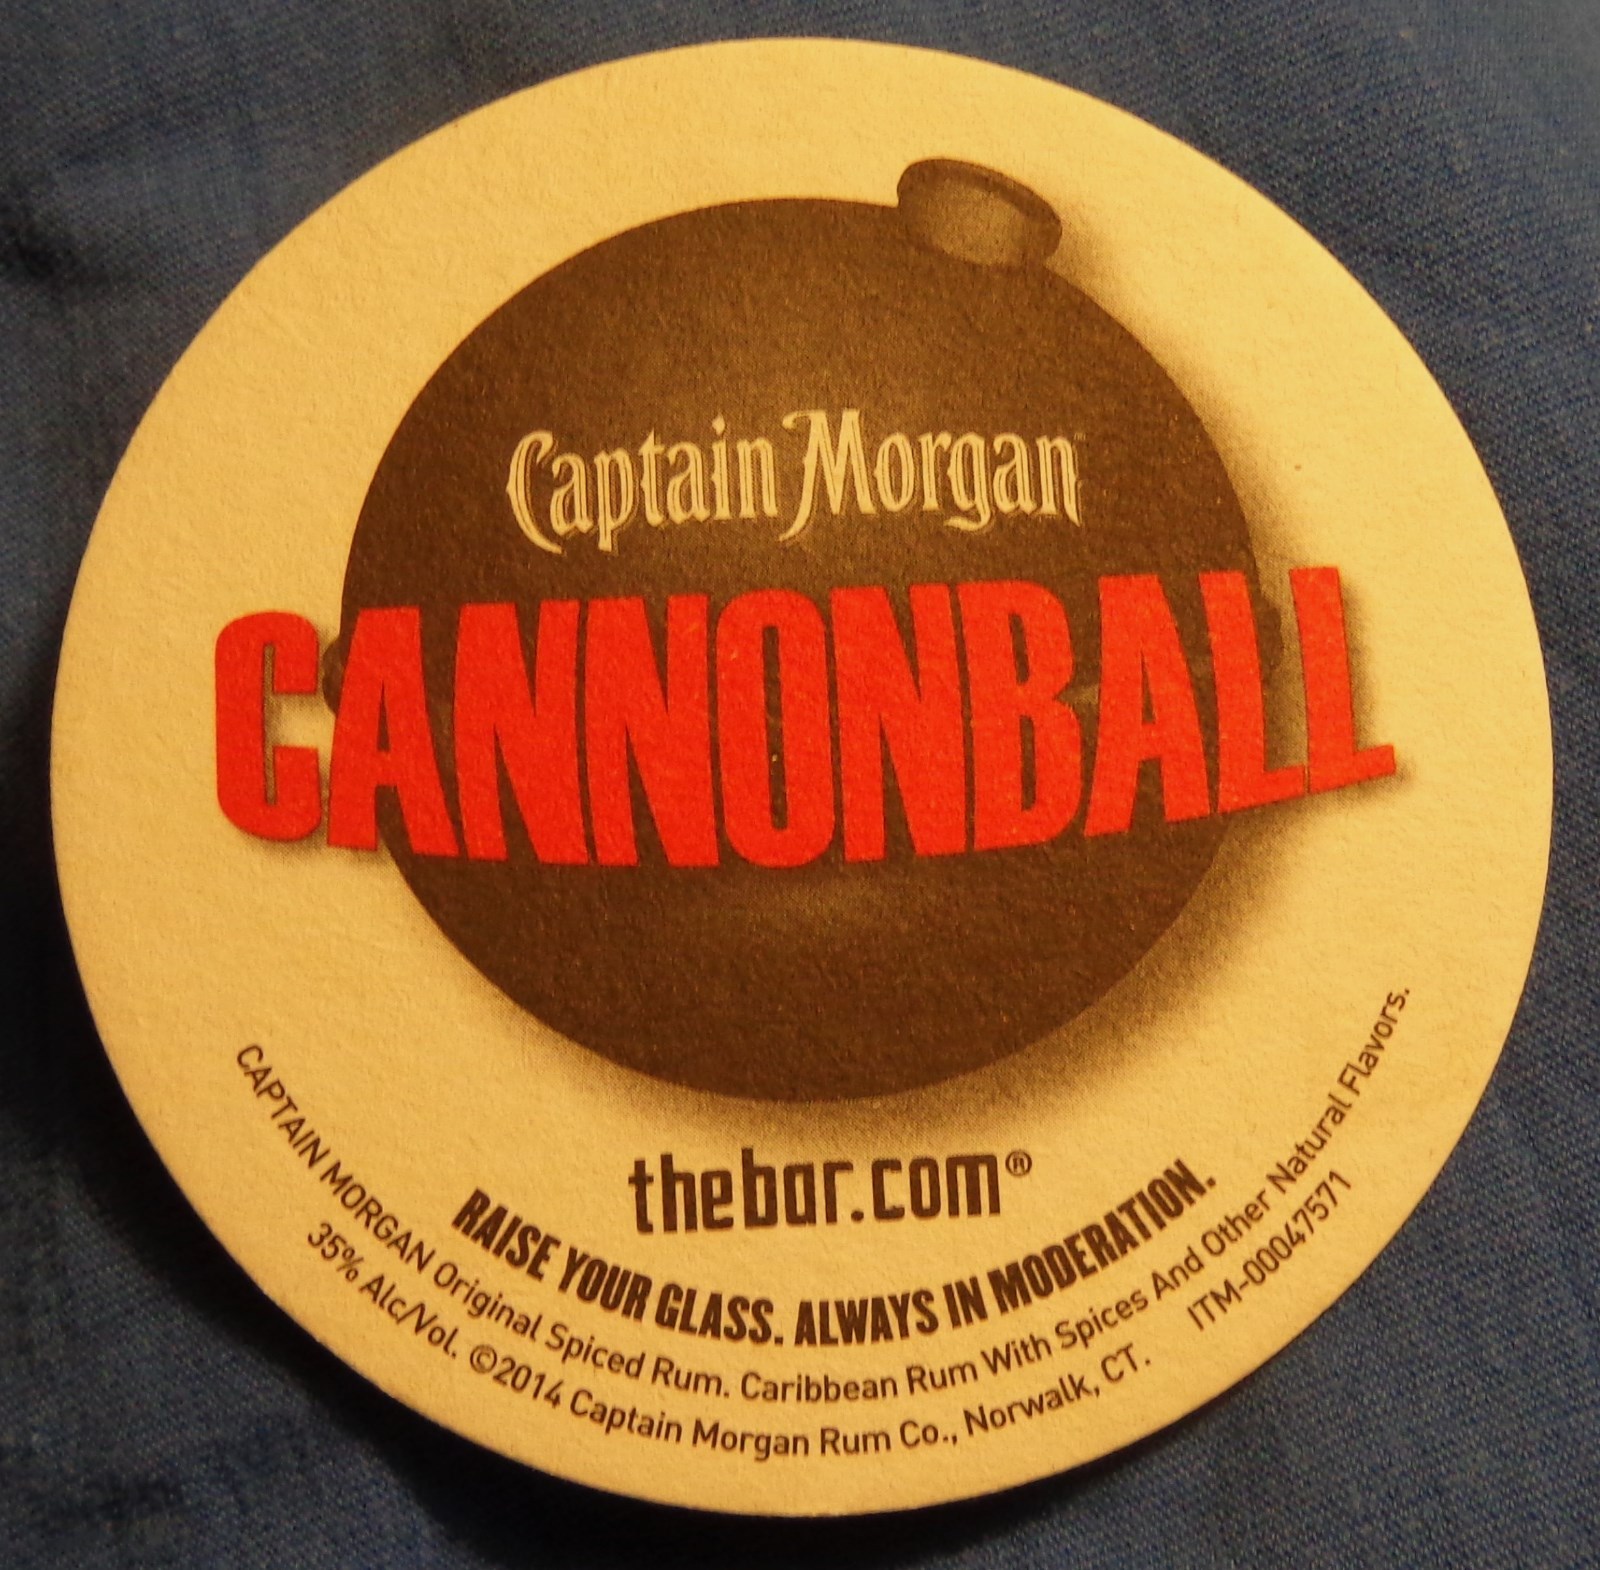 Captain Morgan
CANNONBALL
thebar.com®
RAISE YOUR GLASS. ALWAYS IN MODERATION.
CAPTAIN MORGAN Original Spiced Rum. Caribbean Rum With Spices And Other Natural Flavors.
35% Alc/Vol. ©2014 Captain Morgan Rum Co., Norwalk, CT. ITM-00047571